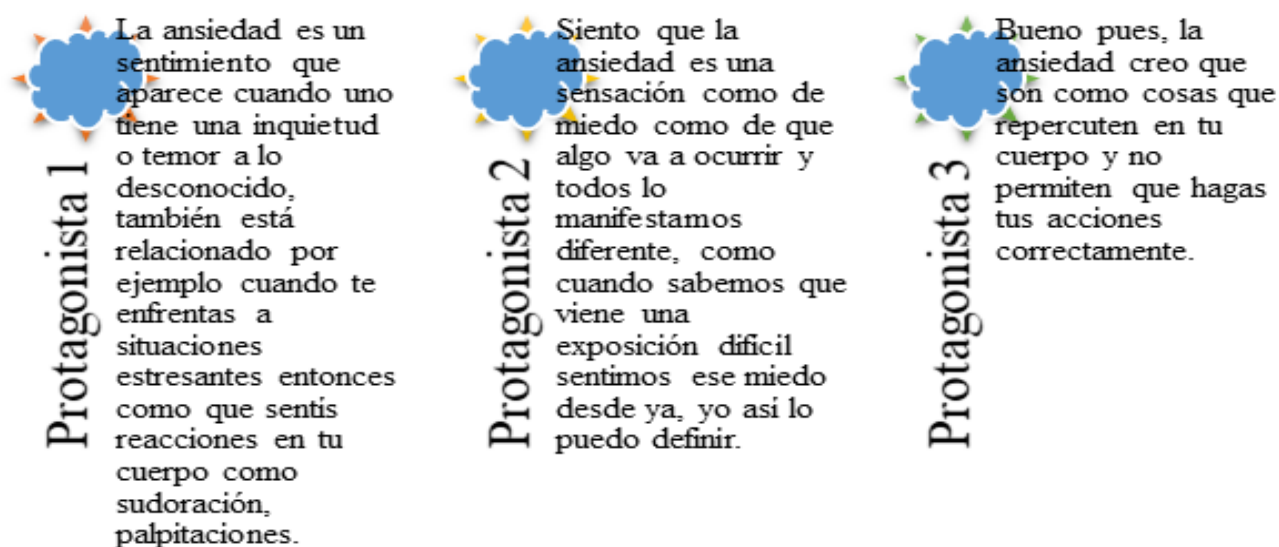 Protagonista 1
La ansiedad es un
sentimiento que
aparece cuando uno
tiene una inquietud
o temor a lo
desconocido,
también está
relacionado por
ejemplo cuando te
enfrentas a
situaciones
estresantes entonces
como que sentís
reacciones en tu
cuerpo como
sudoración,
palpitaciones.
Protagonista 2
Siento que la
ansiedad es una
sensación como de
miedo como de que
algo va a ocurrir y
todos lo
manifestamos
diferente, como
cuando sabemos que
viene una
exposición dificil
sentimos ese miedo
desde ya, yo así lo
puedo definir.
Protagonista 3
Bueno pues, la
ansiedad creo que
son como cosas que
repercuten en tu
cuerpo y no
permiten que hagas
tus acciones
correctamente.